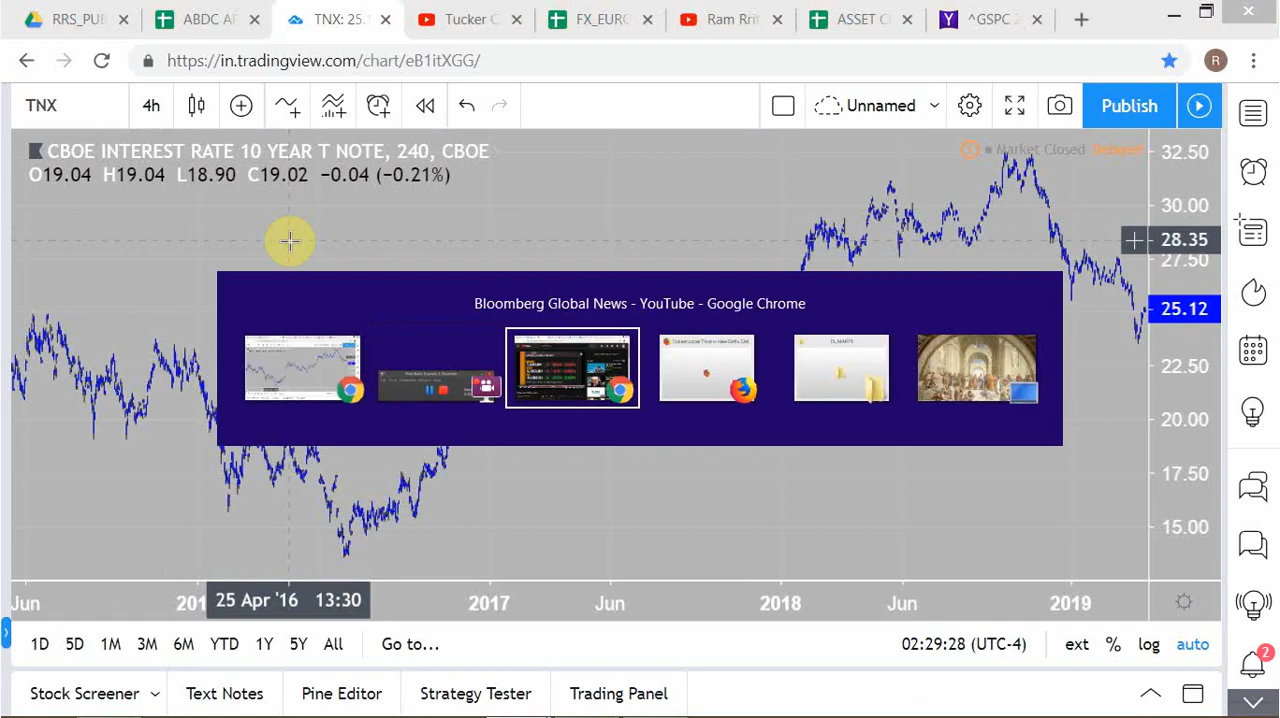 RRS_PUB
ABDC AP
TNX: 25.
Tucker C
FX_EURO
Ram Rri
ASSET C
^GSPC 2
https://in.tradingview.com/chart/eB1itXGG/
R
TNX
4h
Unnamed
Publish
CBOE INTEREST RATE 10 YEAR T NOTE, 240, CBOE
Market Closed
O19.04 H19.04 L18.90 C19.02 −0.04 (−0.21%)
32.50
30.00
28.35
27.50
25.12
22.50
20.00
17.50
15.00
Bloomberg Global News - YouTube - Google Chrome
Jun
201
25 Apr '16 13:30
2017
Jun
2018
Jun
2019
1D 5D 1M 3M 6M YTD 1Y 5Y All Go to...
02:29:28 (UTC-4)
ext % log auto
2
Stock Screener
Text Notes
Pine Editor
Strategy Tester
Trading Panel